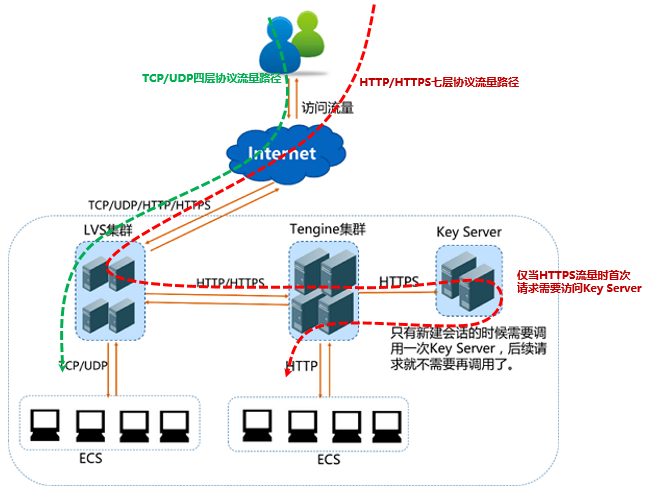 TCP/UDP四层协议流量路径
HTTP/HTTPS七层协议流量路径
访问流量
Internet
TCP/UDP/HTTP/HTTPS
LVS集群
Tengine集群
Key Server
HTTP/HTTPS
HTTPS
仅当HTTPS流量时首次
请求需要访问Key Server
只有新建会话的时候需要调
用一次Key Server，后续请
求就不需要再调用了。
TCP/UDP
HTTP
ECS
ECS